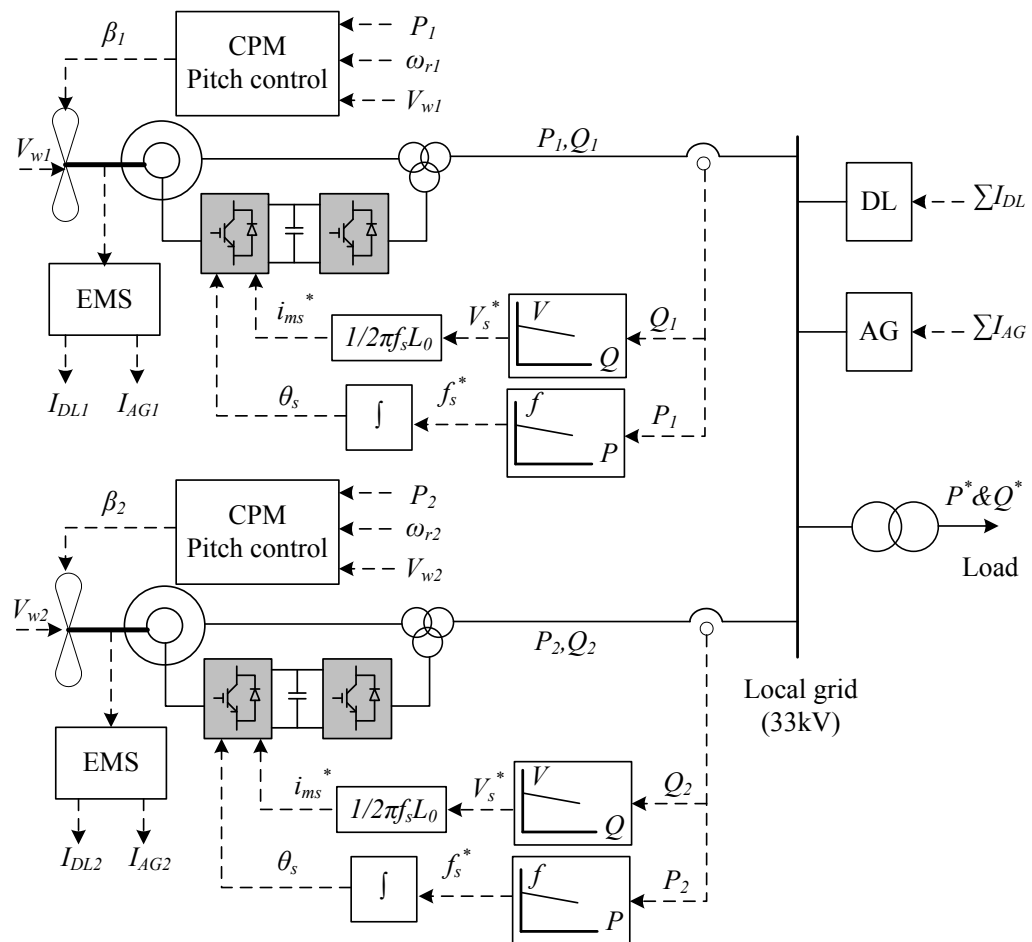 β1
CPM
Pitch control
P1
ωr1
Vw1
Vw1
P1,Q1
DL
∑IDL
EMS
AG
∑IAG
ims*
1/2πfsL0
Vs*
V
Q
Q1
IDL1
IAG1
θs
∫
fs*
f
P
P1
β2
CPM
Pitch control
P2
ωr2
Vw2
P*&Q*
Load
Vw2
P2,Q2
Local grid
(33kV)
EMS
ims*
1/2πfsL0
Vs*
V
Q
Q2
IDL2
IAG2
θs
∫
fs*
f
P
P2